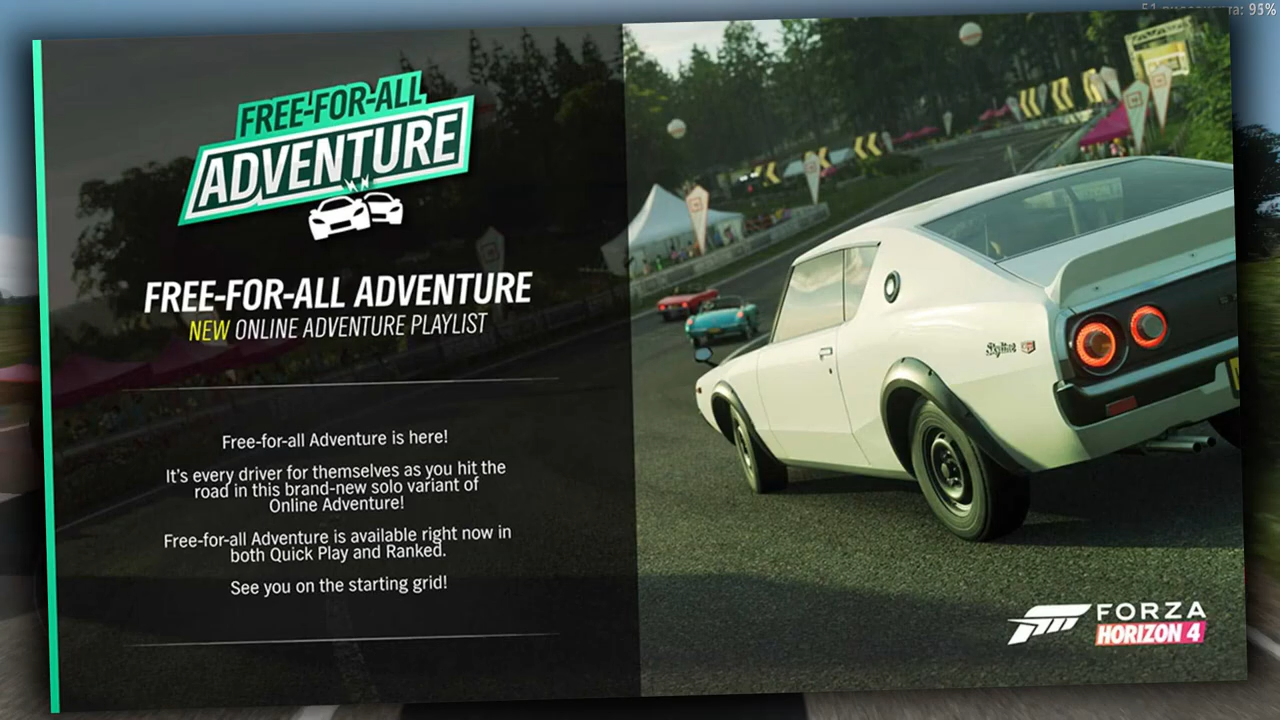 95%
FREE-FOR-ALL
ADVENTURE
FREE-FOR-ALL ADVENTURE
NEW ONLINE ADVENTURE PLAYLIST
Free-for-all Adventure is here!
It's every driver for themselves as you hit the
road in this brand-new solo variant of
Online Adventure!
Free-for-all Adventure is available right now in
both Quick Play and Ranked.
See you on the starting grid!
Skyline
FORZA
HORIZON 4